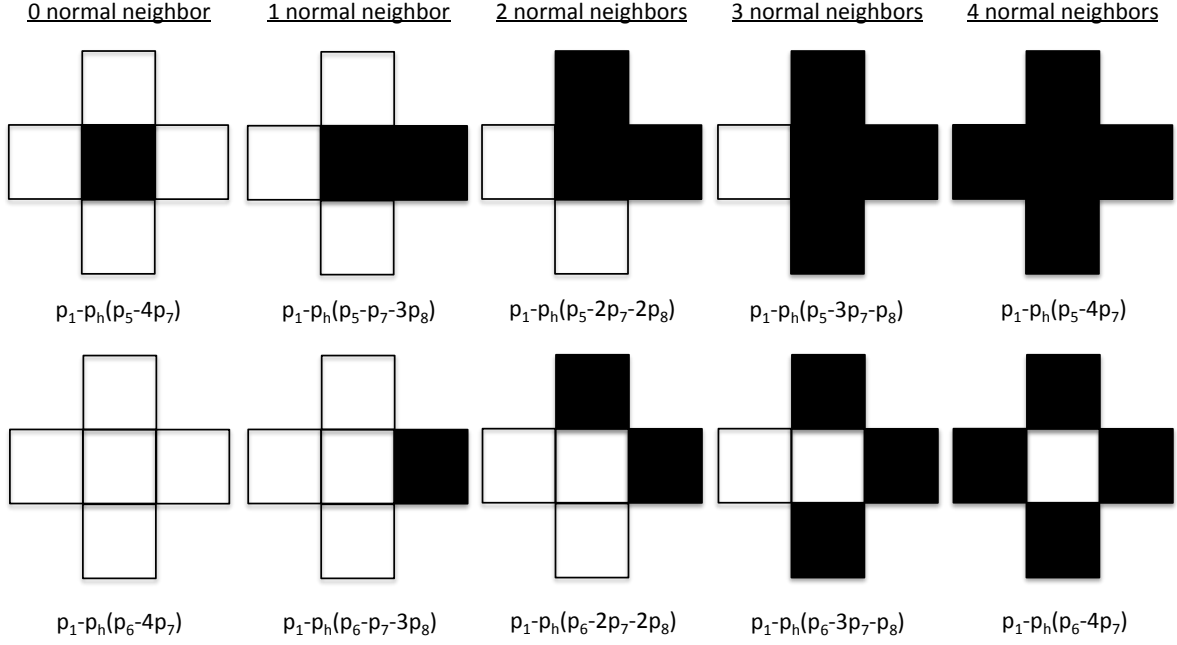 0 normal neighbor 1 normal neighbor 2 normal neighbors 3 normal neighbors 4 normal neighbors
p₁-pₕ(p₅-4p₇) p₁-pₕ(p₅-p₇-3p₈) p₁-pₕ(p₅-2p₇-2p₈) p₁-pₕ(p₅-3p₇-p₈) p₁-pₕ(p₅-4p₇)
p₁-pₕ(p₆-4p₇) p₁-pₕ(p₆-p₇-3p₈) p₁-pₕ(p₆-2p₇-2p₈) p₁-pₕ(p₆-3p₇-p₈) p₁-pₕ(p₆-4p₇)